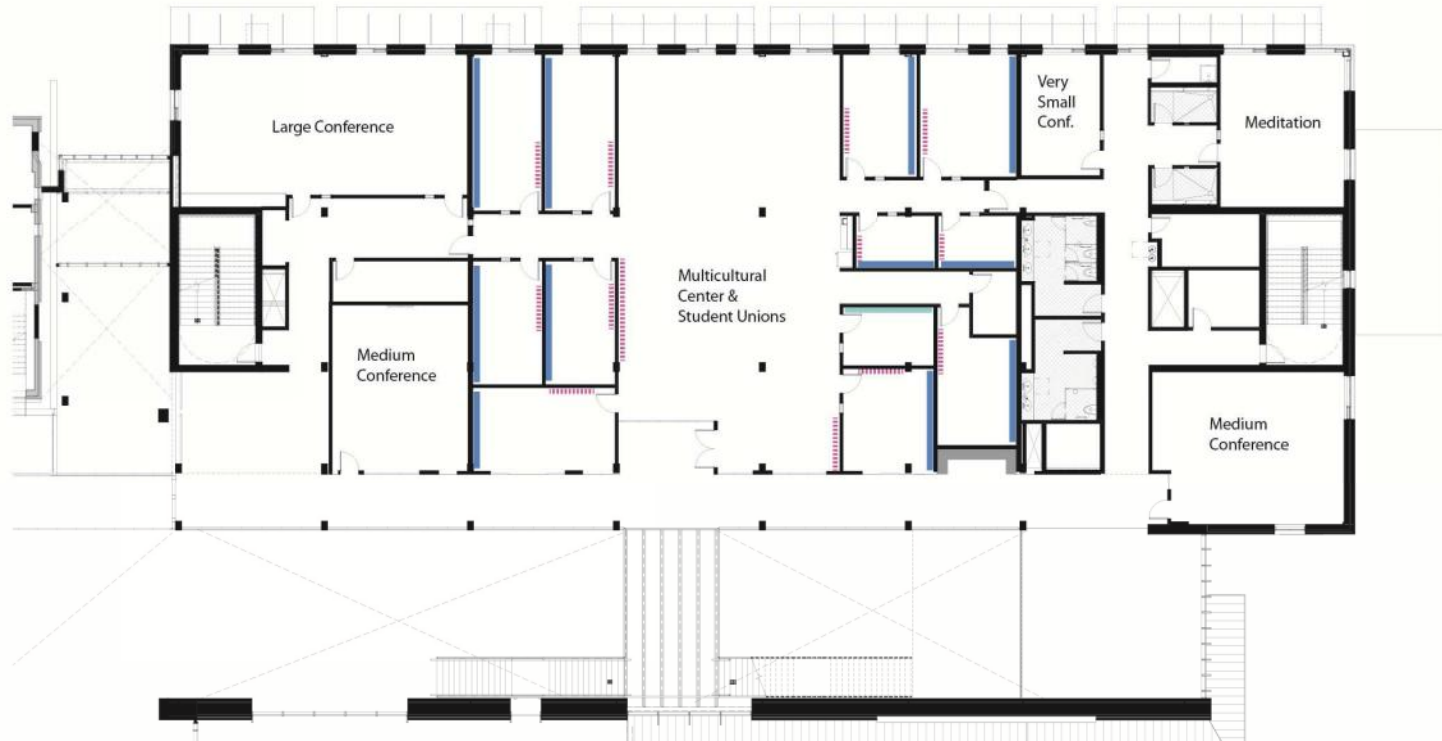 Large Conference
Very
Small
Conf.
Meditation
Multicultural
Center &
Student Unions
Medium
Conference
Medium
Conference